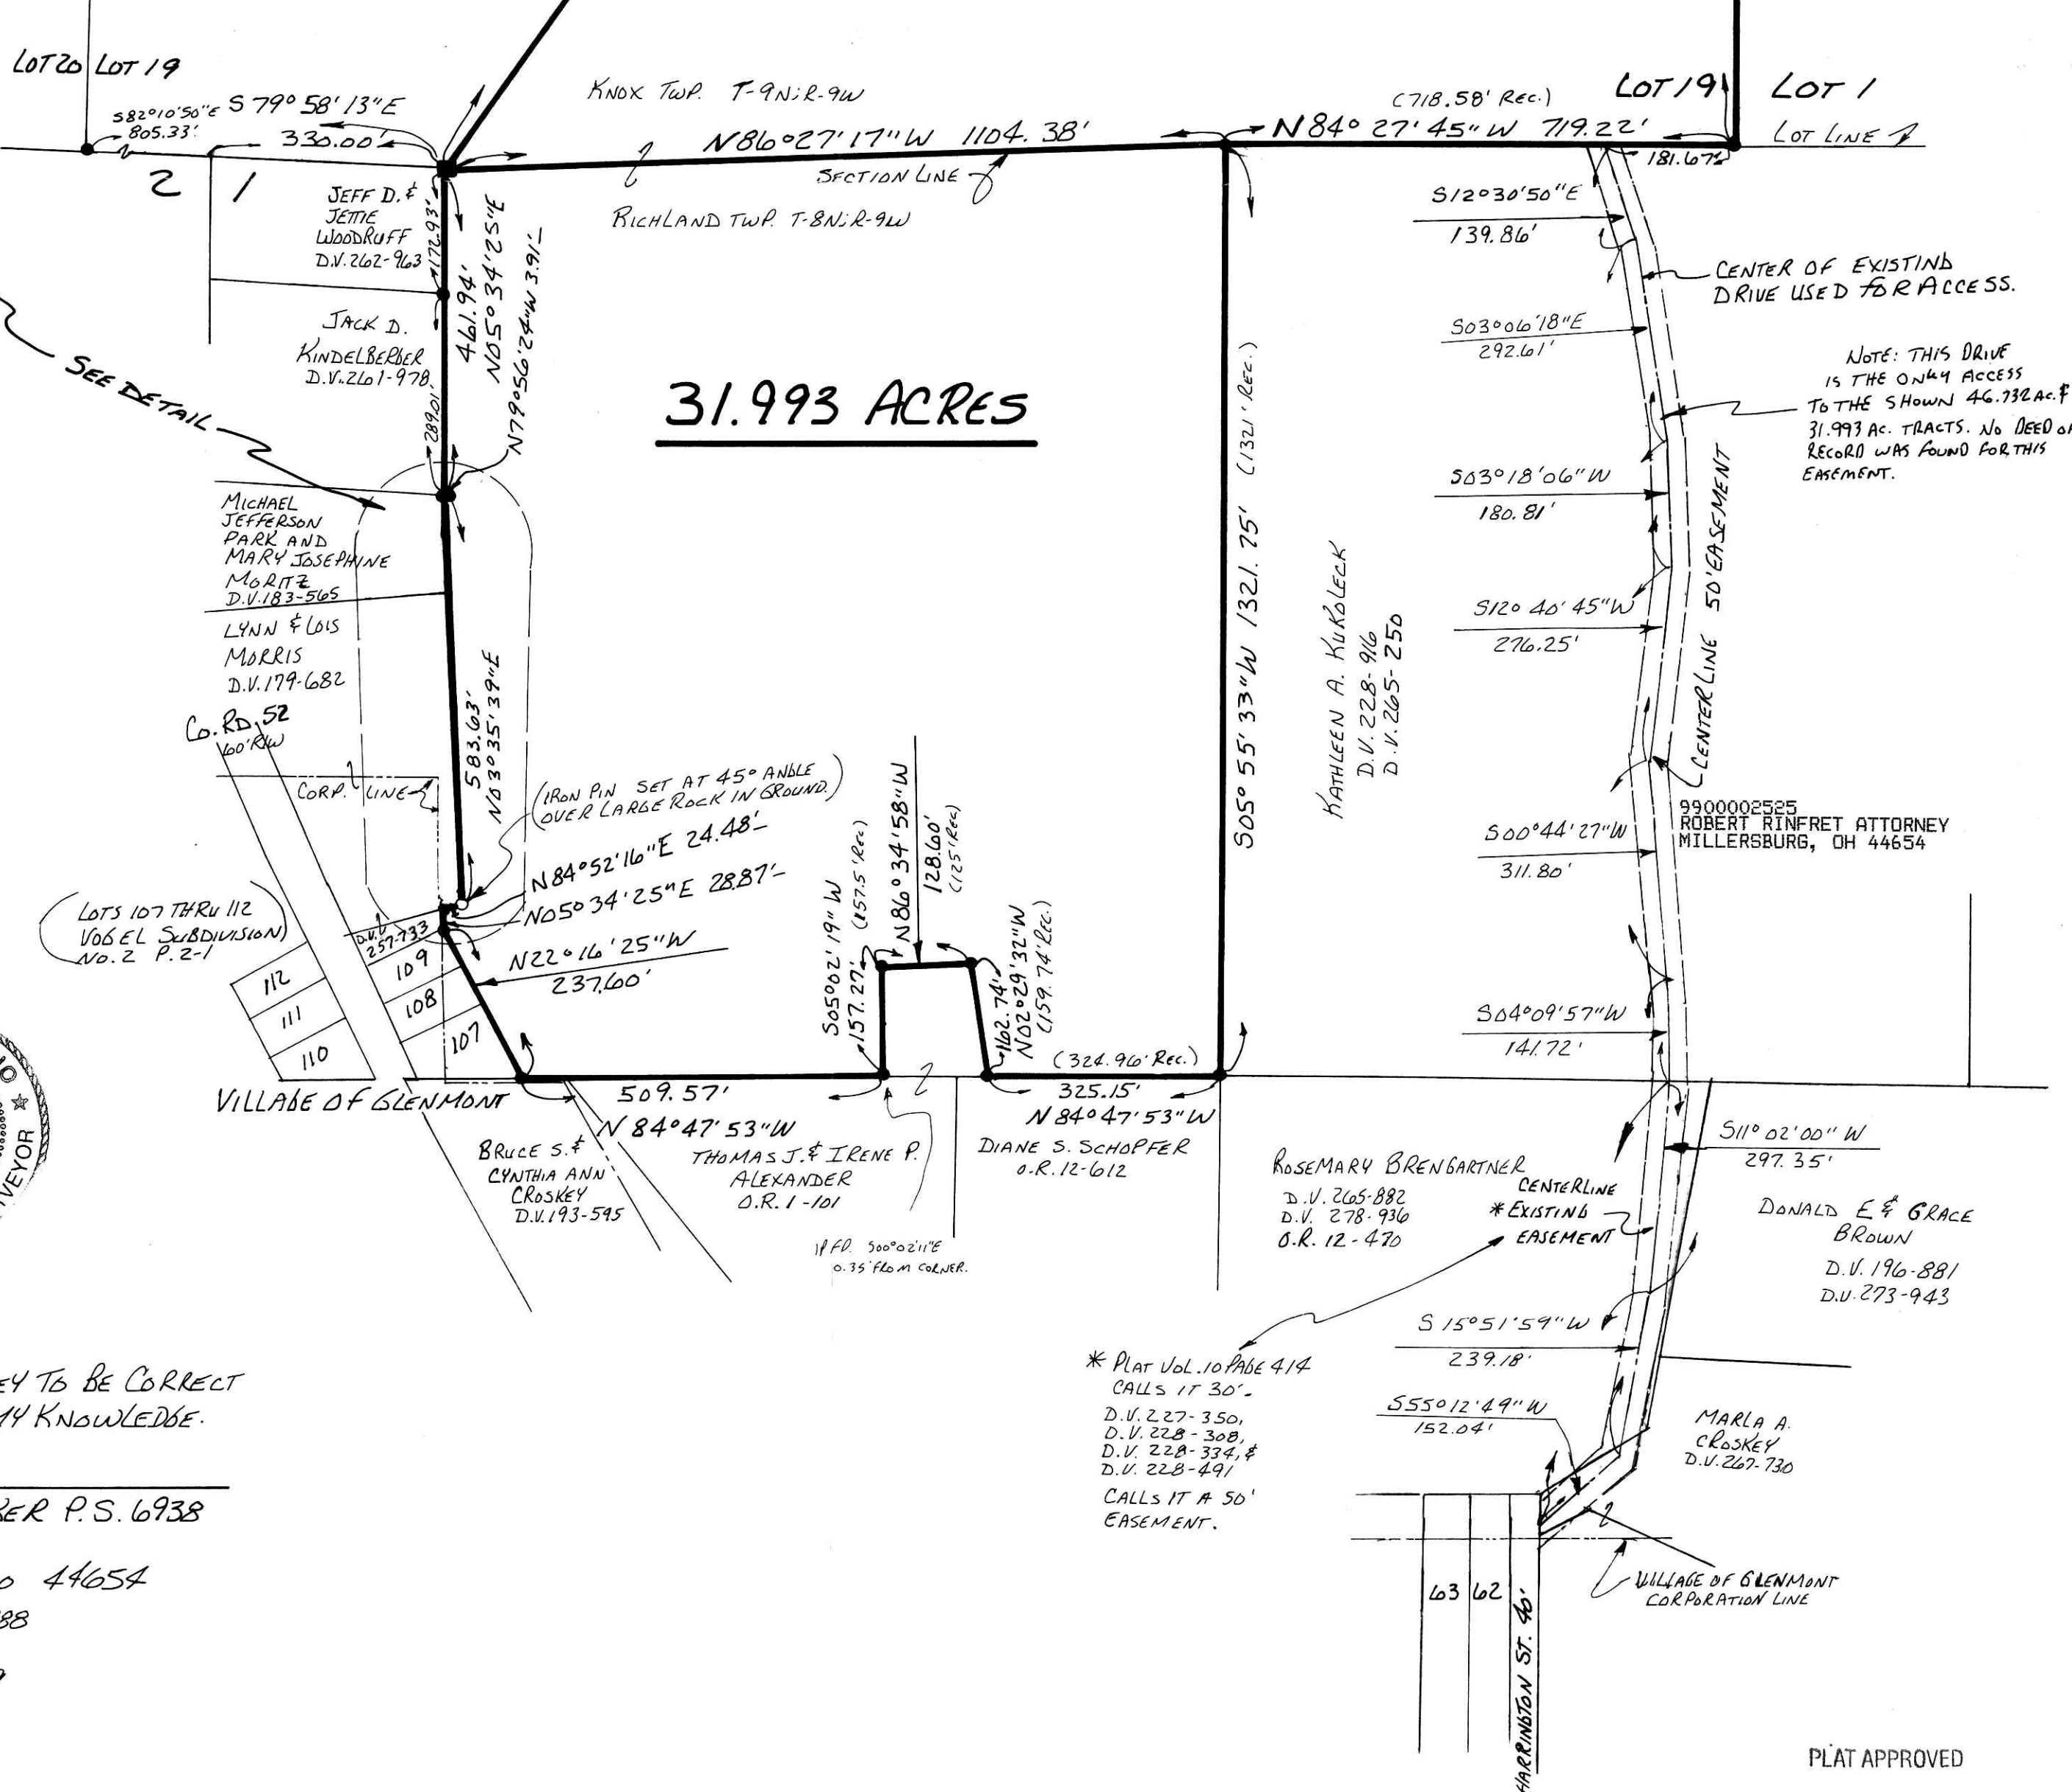 LOT 20 LOT 19
S82°10'50"E
805.33'
S 79° 58' 13"E
330.00'
2 1
KNOX TWP. T-9N; R-9W
N86°27'17"W 1104.38'
SECTION LINE
RICHLAND TWP. T-8N; R-9W
(718.58' REC.)
N84° 27' 45"W 719.22'
LOT 19
LOT 1
LOT LINE
181.67'
JEFF D. &
JETTIE
WOODRUFF
D.V. 262-963
172.93'
461.94'
N05°34'25"E
N79°56'24"W 3.91'
JACK D.
KINDELBERGER
D.V. 261-978
289.01'
SEE DETAIL
31.993 ACRES
S05° 55' 33"W 1321.75' (1321' REC.)
S12°30'50"E
139.86'
CENTER OF EXISTING
DRIVE USED FOR ACCESS.
S03°06'18"E
292.61'
NOTE: THIS DRIVE
IS THE ONLY ACCESS
TO THE SHOWN 46.732 AC. &
31.993 AC. TRACTS. NO DEED OF
RECORD WAS FOUND FOR THIS
EASEMENT.
S03°18'06"W
180.81'
CENTERLINE 50' EASEMENT
S12° 40' 45"W
276.25'
MICHAEL
JEFFERSON
PARK AND
MARY JOSEPHINE
MORITZ
D.V. 183-565
LYNN & LOIS
MORRIS
D.V. 179-682
KATHLEEN A. KUROLECK
D.V. 228-916
D.V. 265-250
CO. RD. 52
60' R/W
CORP. LINE
583.63'
N03°35'39"E
(IRON PIN SET AT 45° ANGLE
OVER LARGE ROCK IN GROUND.)
N84°52'16"E 24.48'
N05°34'25"E 28.87'
N22°16'25"W
237.60'
S05°02'19"W
157.27' (157.5' REC)
N86°34'58"W
128.60'
(125' REC)
162.74'
N02°29'32"W
(159.74' REC.)
9900002525
ROBERT RINFRET ATTORNEY
MILLERSBURG, OH 44654
S00°44'27"W
311.80'
(LOTS 107 THRU 112
VOGEL SUBDIVISION)
NO. 2 P. 2-1
D.V.
257-733
109
108
107
112
111
110
S04°09'57"W
141.72'
VILLAGE OF GLENMONT
509.57'
N 84°47'53"W
(324.96' REC.)
325.15'
N 84°47'53"W
BRUCE S. &
CYNTHIA ANN
CROSKEY
D.V. 193-595
THOMAS J. & IRENE P.
ALEXANDER
O.R. 1-101
DIANE S. SCHOPFER
O.R. 12-612
IP FD. S00°02'11"E
0.35' FROM CORNER.
ROSEMARY BRENGARTNER
D.V. 265-882
D.V. 278-936
O.R. 12-470
CENTERLINE
* EXISTING
EASEMENT
S11° 02' 00" W
297.35'
DONALD E & GRACE
BROWN
D.V. 196-881
D.V. 273-943
S 15°51'59"W
239.18'
* PLAT VOL. 10 PAGE 414
CALLS IT 30'.
D.V. 227-350,
D.V. 228-308,
D.V. 228-334, &
D.V. 228-491
CALLS IT A 50'
EASEMENT.
S55°12'49"W
152.04'
MARLA A.
CROSKEY
D.V. 267-730
VEYOR
EY TO BE CORRECT
MY KNOWLEDGE.
KER P.S. 6938
O 44654
88
63 62
HARRINGTON ST. 40'
VILLAGE OF GLENMONT
CORPORATION LINE
PLAT APPROVED